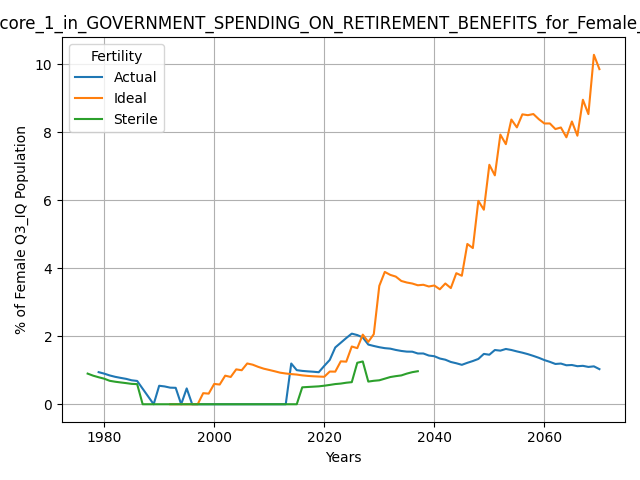 core_1_in_GOVERNMENT_SPENDING_ON_RETIREMENT_BENEFITS_for_Female_
Fertility
Actual
Ideal
Sterile
% of Female Q3_IQ Population
10
8
6
4
2
0
1980 2000 2020 2040 2060
Years